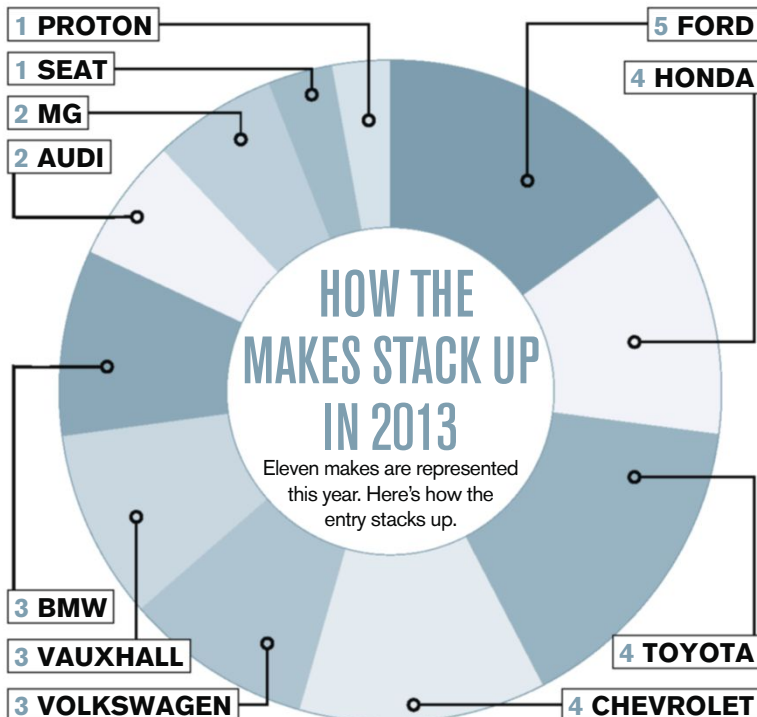 1 PROTON
1 SEAT
2 MG
2 AUDI
5 FORD
4 HONDA
HOW THE
MAKES STACK UP
IN 2013
Eleven makes are represented
this year. Here's how the
entry stacks up.
3 BMW
3 VAUXHALL
3 VOLKSWAGEN
4 TOYOTA
4 CHEVROLET